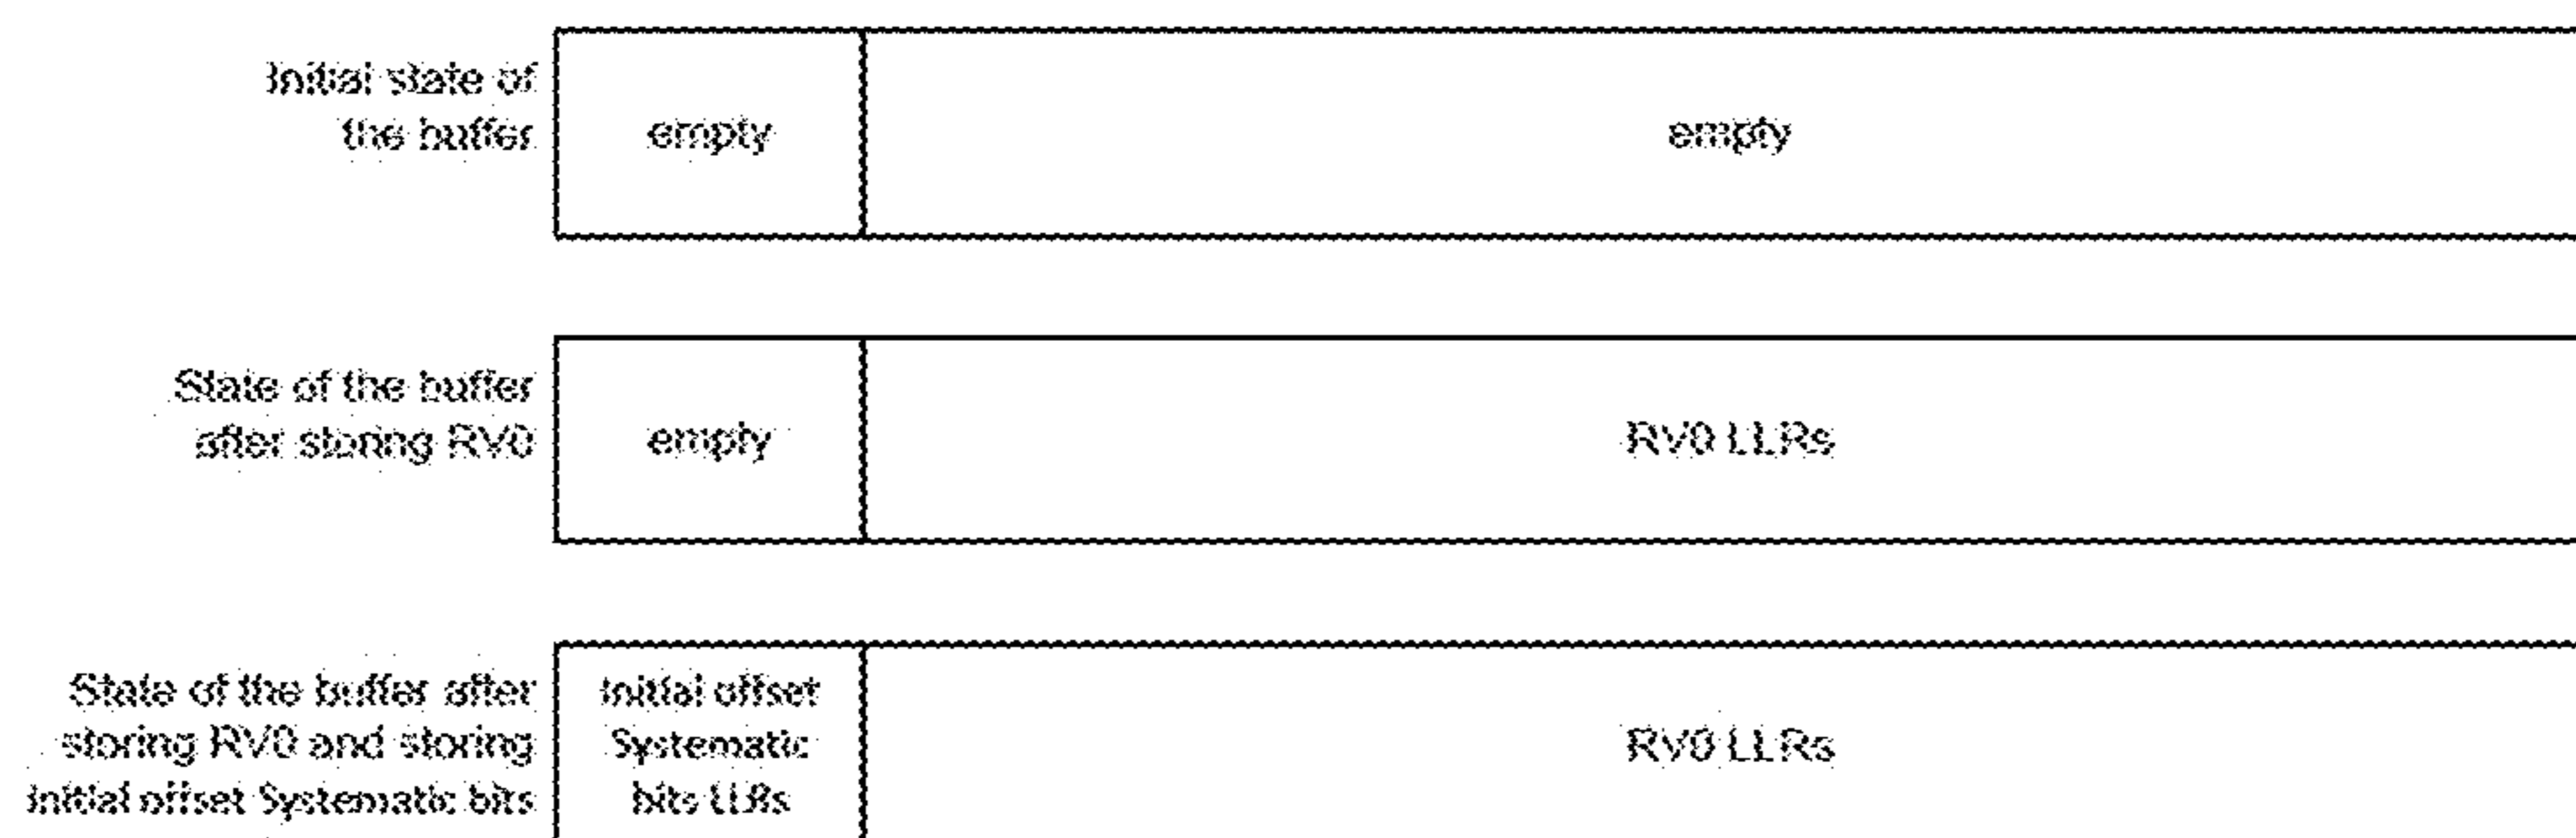 Initial state of
the buffer
empty
empty
State of the buffer
after storing RV0
empty
RV0 LLRs
State of the buffer after
storing RV0 and storing
initial offset Systematic bits
Initial offset
Systematic
bits LLRs
RV0 LLRs